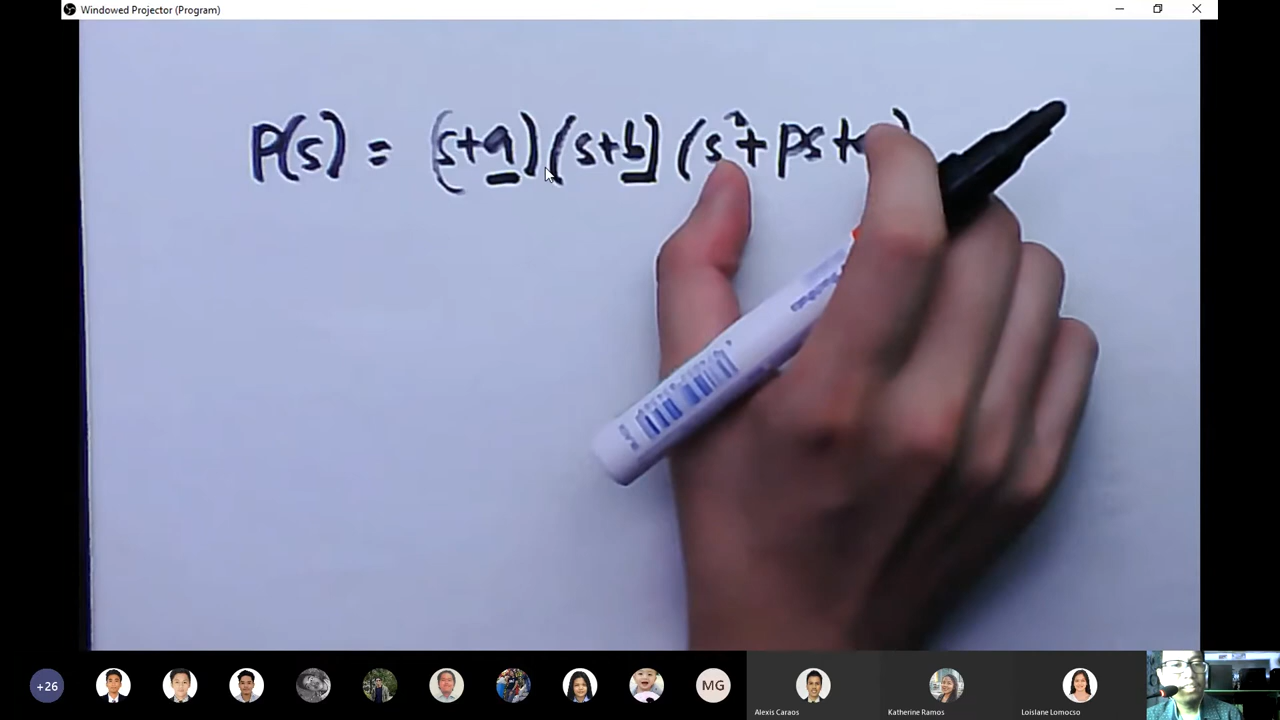 Windowed Projector (Program)
P(s) = (s+a)(s+b)(s²+ps+
+26
MG
Alexis Caraos
Katherine Ramos
Loislane Lomocso